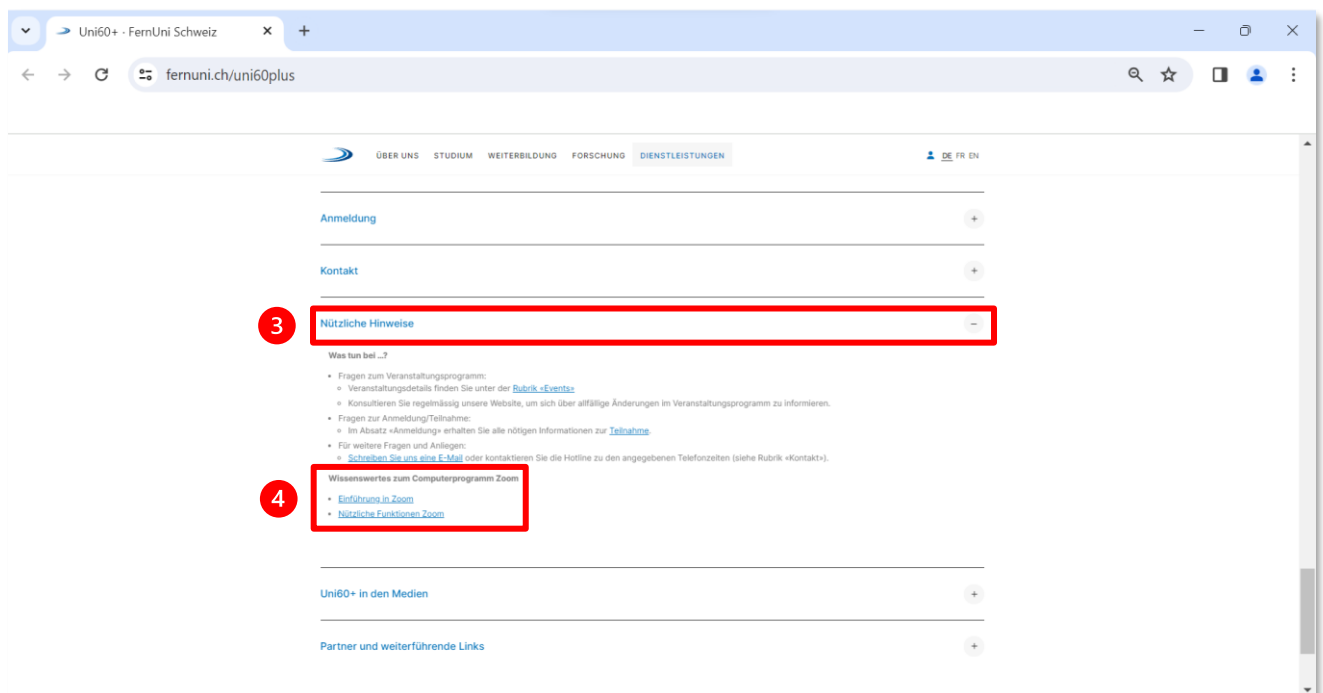 Uni60+ - FernUni Schweiz
fernuni.ch/uni60plus
ÜBER UNS STUDIUM WEITERBILDUNG FORSCHUNG DIENSTLEISTUNGEN DE FR EN
Anmeldung
Kontakt
3 Nützliche Hinweise
Was tun bei ...?
• Fragen zum Veranstaltungsprogramm:
Veranstaltungsdetails finden Sie unter der Rubrik «Events»
Konsultieren Sie regelmässig unsere Website, um sich über allfällige Änderungen im Veranstaltungsprogramm zu informieren.
• Fragen zur Anmeldung/Teilnahme:
Im Absatz «Anmeldung» erhalten Sie alle nötigen Informationen zur Teilnahme.
• Für weitere Fragen und Anliegen:
Schreiben Sie uns eine E-Mail oder kontaktieren Sie die Hotline zu den angegebenen Telefonzeiten (siehe Rubrik «Kontakt»).
Wissenswertes zum Computerprogramm Zoom
4
• Einführung in Zoom
• Nützliche Funktionen Zoom
Uni60+ in den Medien
Partner und weiterführende Links